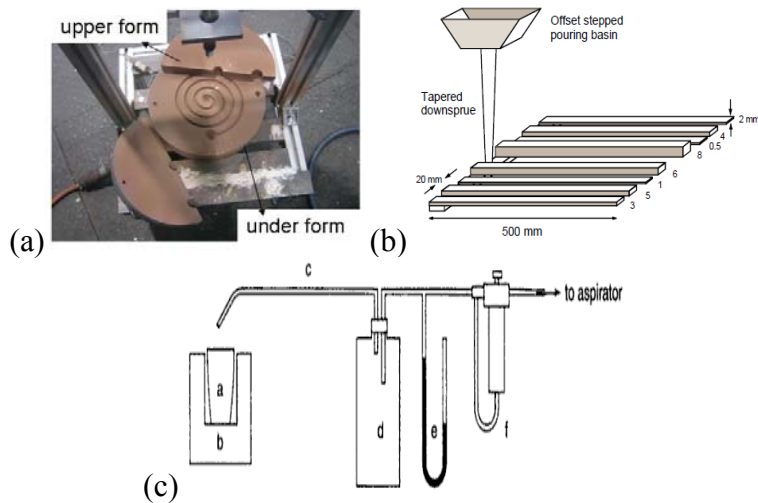 upper form
under form
(a)
Offset stepped
pouring basin
Tapered
downsprue
2 mm
4
0.5
8
6
1
5
3
20 mm
500 mm
(b)
c
to aspirator
a
b
d
e
f
(c)